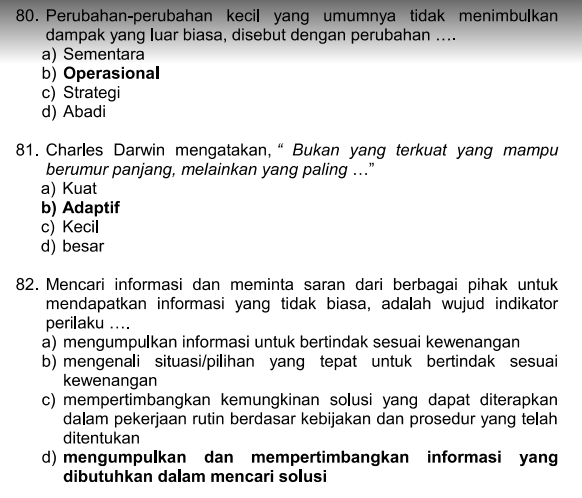 80. Perubahan-perubahan kecil yang umumnya tidak menimbulkan
dampak yang luar biasa, disebut dengan perubahan ....
a) Sementara
b) Operasional
c) Strategi
d) Abadi
81. Charles Darwin mengatakan, “ Bukan yang terkuat yang mampu
berumur panjang, melainkan yang paling ...”
a) Kuat
b) Adaptif
c) Kecil
d) besar
82. Mencari informasi dan meminta saran dari berbagai pihak untuk
mendapatkan informasi yang tidak biasa, adalah wujud indikator
perilaku ....
a) mengumpulkan informasi untuk bertindak sesuai kewenangan
b) mengenali situasi/pilihan yang tepat untuk bertindak sesuai
kewenangan
c) mempertimbangkan kemungkinan solusi yang dapat diterapkan
dalam pekerjaan rutin berdasar kebijakan dan prosedur yang telah
ditentukan
d) mengumpulkan dan mempertimbangkan informasi yang
dibutuhkan dalam mencari solusi